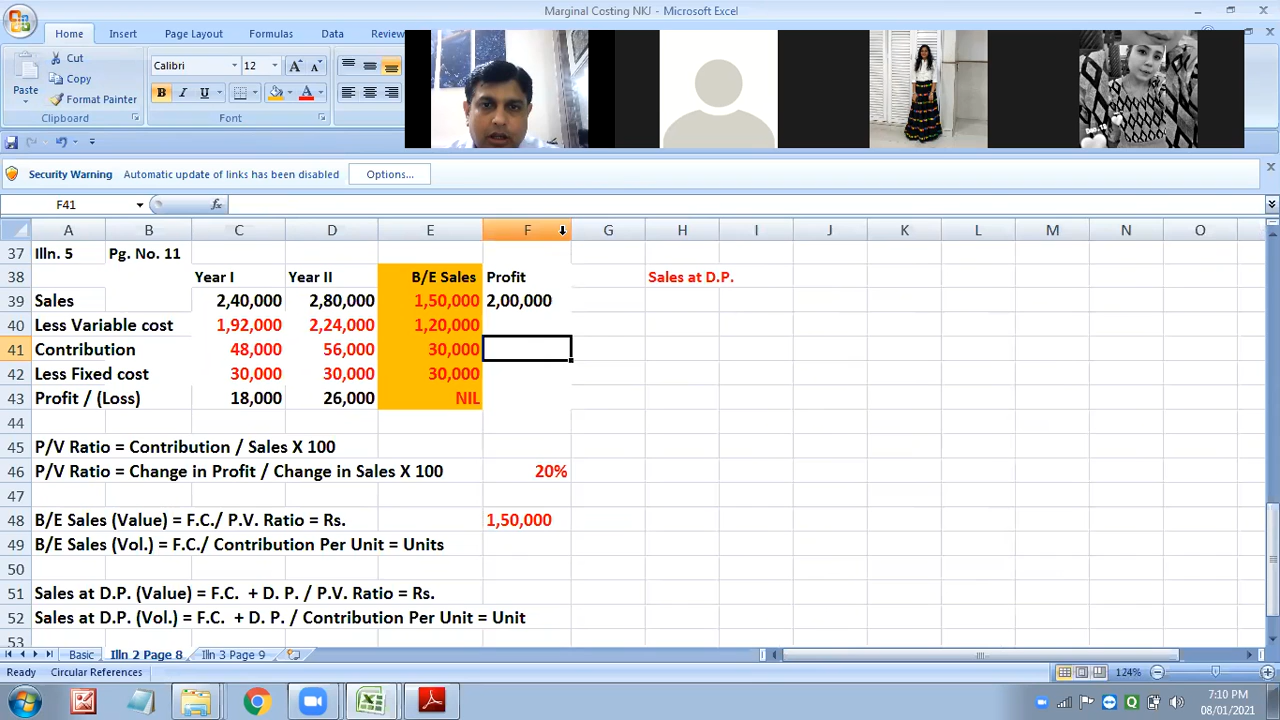 Marginal Costing NKJ - Microsoft Excel
Home Insert Page Layout Formulas Data Review
Cut
Copy
Format Painter
Paste
Clipboard
Calibri 12
B I U A A A
Font
Security Warning Automatic update of links has been disabled Options...
F41 fx
A B C D E F G H I J K L M N O
37 Illn. 5 Pg. No. 11
38 Year I Year II B/E Sales Profit Sales at D.P.
39 Sales 2,40,000 2,80,000 1,50,000 2,00,000
40 Less Variable cost 1,92,000 2,24,000 1,20,000
41 Contribution 48,000 56,000 30,000
42 Less Fixed cost 30,000 30,000 30,000
43 Profit / (Loss) 18,000 26,000 NIL
44
45 P/V Ratio = Contribution / Sales X 100
46 P/V Ratio = Change in Profit / Change in Sales X 100 20%
47
48 B/E Sales (Value) = F.C./ P.V. Ratio = Rs. 1,50,000
49 B/E Sales (Vol.) = F.C./ Contribution Per Unit = Units
50
51 Sales at D.P. (Value) = F.C. + D. P. / P.V. Ratio = Rs.
52 Sales at D.P. (Vol.) = F.C. + D. P. / Contribution Per Unit = Unit
53
Basic Illn 2 Page 8 Illn 3 Page 9
Ready Circular References 124%
7:10 PM
08/01/2021